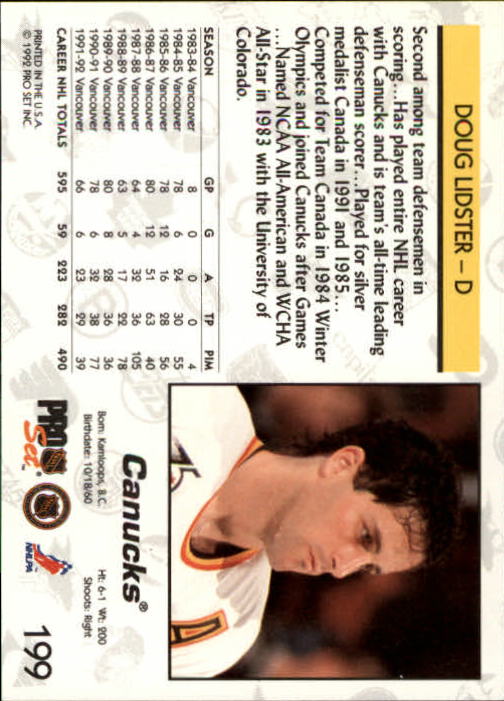 DOUG LIDSTER – D
Second among team defensemen in
scoring...Has played entire NHL career
with Canucks and is team's all-time leading
defenseman scorer...Played for silver
medalist Canada in 1991 and 1985...
Competed for Team Canada in 1984 Winter
Olympics and joined Canucks after Games
...Named NCAA All-American and WCHA
All-Star in 1983 with the University of
Colorado.
SEASON GP G A TP PIM
1983-84 Vancouver 8 0 0 0 4
1984-85 Vancouver 78 6 24 30 55
1985-86 Vancouver 78 12 16 28 56
1986-87 Vancouver 80 12 51 63 40
1987-88 Vancouver 64 4 32 36 105
1988-89 Vancouver 63 5 17 22 78
1989-90 Vancouver 80 8 28 36 36
1990-91 Vancouver 78 6 32 38 77
1991-92 Vancouver 66 6 23 29 39
CAREER NHL TOTALS 595 59 223 282 490
PRINTED IN THE U.S.A.
© 1992 PRO SET INC.
A
Canucks®
Born: Kamloops, B.C. Ht: 6-1 Wt: 200
Birthdate: 10/18/60 Shoots: Right
PRO Set™
NHL
NHLPA™
199